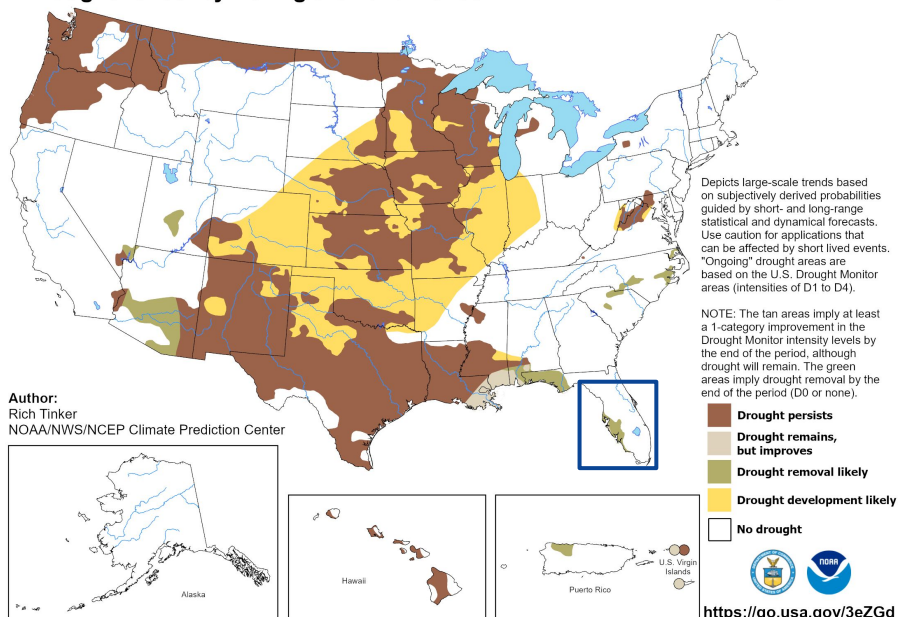 Depicts large-scale trends based
on subjectively derived probabilities
guided by short- and long-range
statistical and dynamical forecasts.
Use caution for applications that
can be affected by short lived events.
"Ongoing" drought areas are
based on the U.S. Drought Monitor
areas (intensities of D1 to D4).
NOTE: The tan areas imply at least
a 1-category improvement in the
Drought Monitor intensity levels by
the end of the period, although
drought will remain. The green
areas imply drought removal by the
end of the period (D0 or none).
Author:
Rich Tinker
NOAA/NWS/NCEP Climate Prediction Center
Drought persists
Drought remains,
but improves
Drought removal likely
Drought development likely
No drought
Alaska
Hawaii
Puerto Rico
U.S. Virgin
Islands
NOAA
https://go.usa.gov/3eZGd